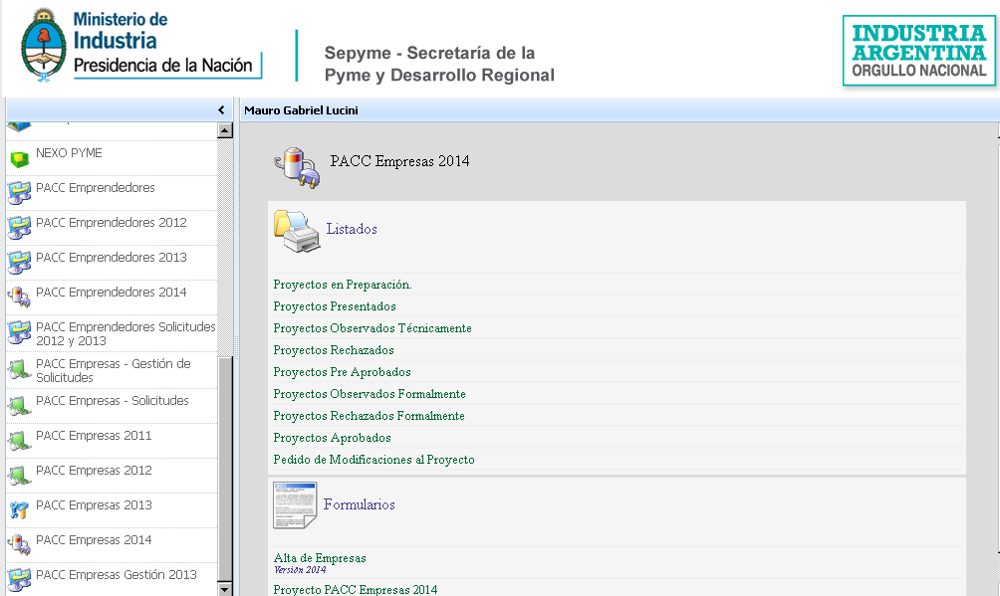 Ministerio de
Industria
Presidencia de la Nación
Sepyme - Secretaría de la
Pyme y Desarrollo Regional
INDUSTRIA
ARGENTINA
ORGULLO NACIONAL
Mauro Gabriel Lucini
NEXO PYME
PACC Emprendedores
PACC Emprendedores 2012
PACC Emprendedores 2013
PACC Emprendedores 2014
PACC Emprendedores Solicitudes
2012 y 2013
PACC Empresas - Gestión de
Solicitudes
PACC Empresas - Solicitudes
PACC Empresas 2011
PACC Empresas 2012
PACC Empresas 2013
PACC Empresas 2014
PACC Empresas Gestión 2013
PACC Empresas 2014
Listados
Proyectos en Preparación.
Proyectos Presentados
Proyectos Observados Técnicamente
Proyectos Rechazados
Proyectos Pre Aprobados
Proyectos Observados Formalmente
Proyectos Rechazados Formalmente
Proyectos Aprobados
Pedido de Modificaciones al Proyecto
Formularios
Alta de Empresas
Versión 2014
Proyecto PACC Empresas 2014